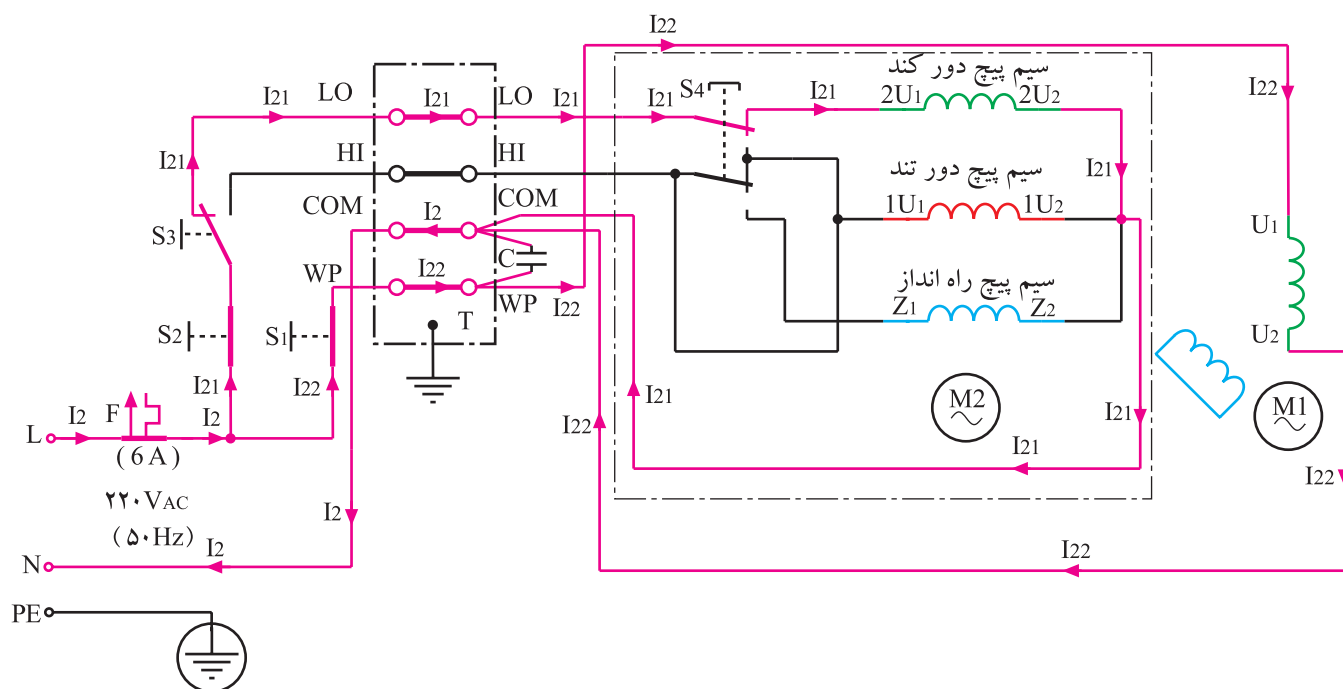 I22
سیم پیچ دور کند
I21 LO I21 LO I21 I21 S4 I21 2U1 2U2 I22
I21 HI HI سیم پیچ دور تند I21
COM COM 1U1 1U2
S3 I2 U1
WP I22 C سیم پیچ راه انداز
WP I22 Z1 Z2
S2 S1 T U2
I21 I22 I21 M2 M1
L I2 F I2 I22 I21
(6A) I21 I22
۲۲۰VAC
(۵۰Hz) I2
N I2 I22
PE